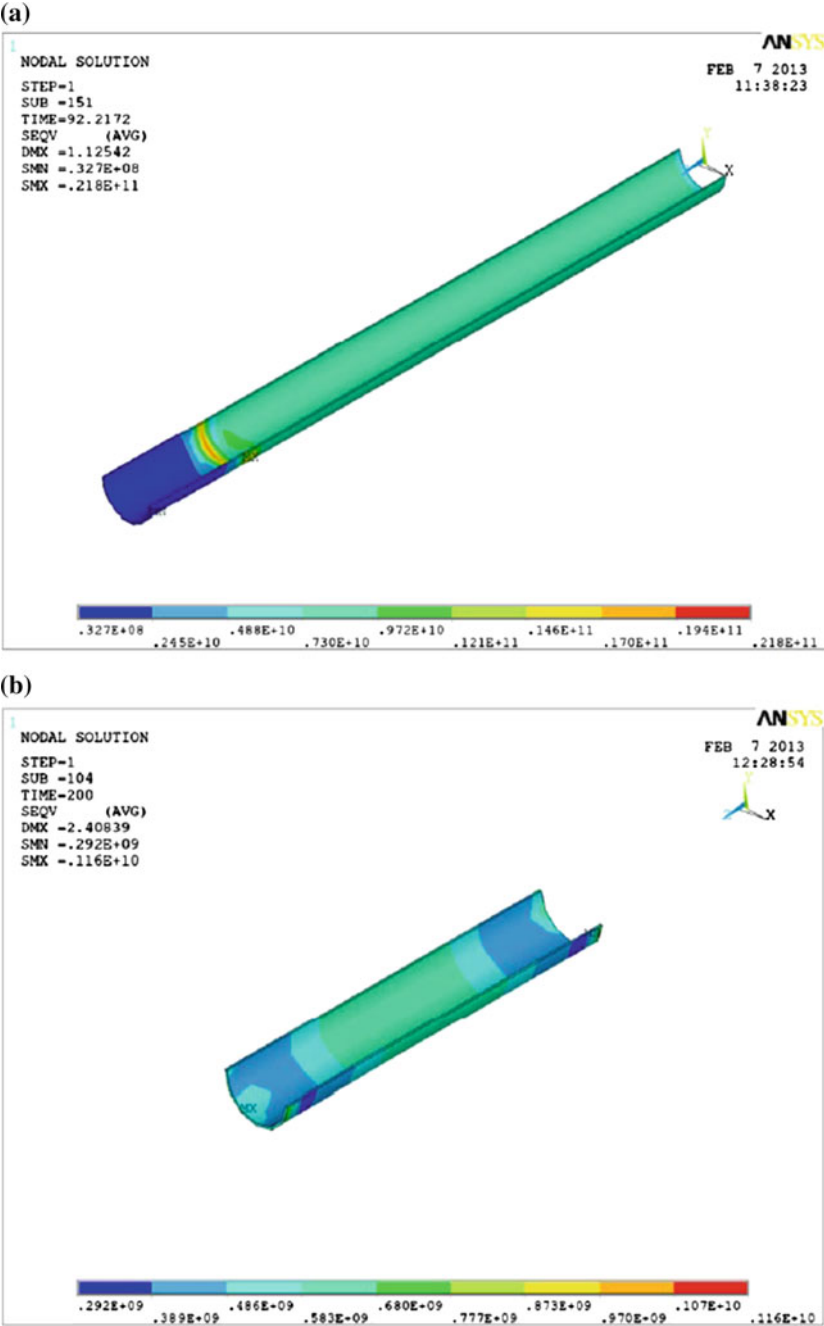 (a)
1
ANSYS
NODAL SOLUTION
FEB 7 2013
11:38:23
STEP=1
SUB =151
TIME=92.2172
SEQV (AVG)
DMX =1.12542
SMN =.327E+08
SMX =.218E+11
Y
X
MX
.327E+08 .488E+10 .972E+10 .146E+11 .194E+11
.245E+10 .730E+10 .121E+11 .170E+11 .218E+11
(b)
1
ANSYS
NODAL SOLUTION
FEB 7 2013
12:28:54
STEP=1
SUB =104
TIME=200
SEQV (AVG)
DMX =2.40839
SMN =.292E+09
SMX =.116E+10
Y
Z
X
MX
.292E+09 .486E+09 .680E+09 .873E+09 .107E+10
.389E+09 .583E+09 .777E+09 .970E+09 .116E+10